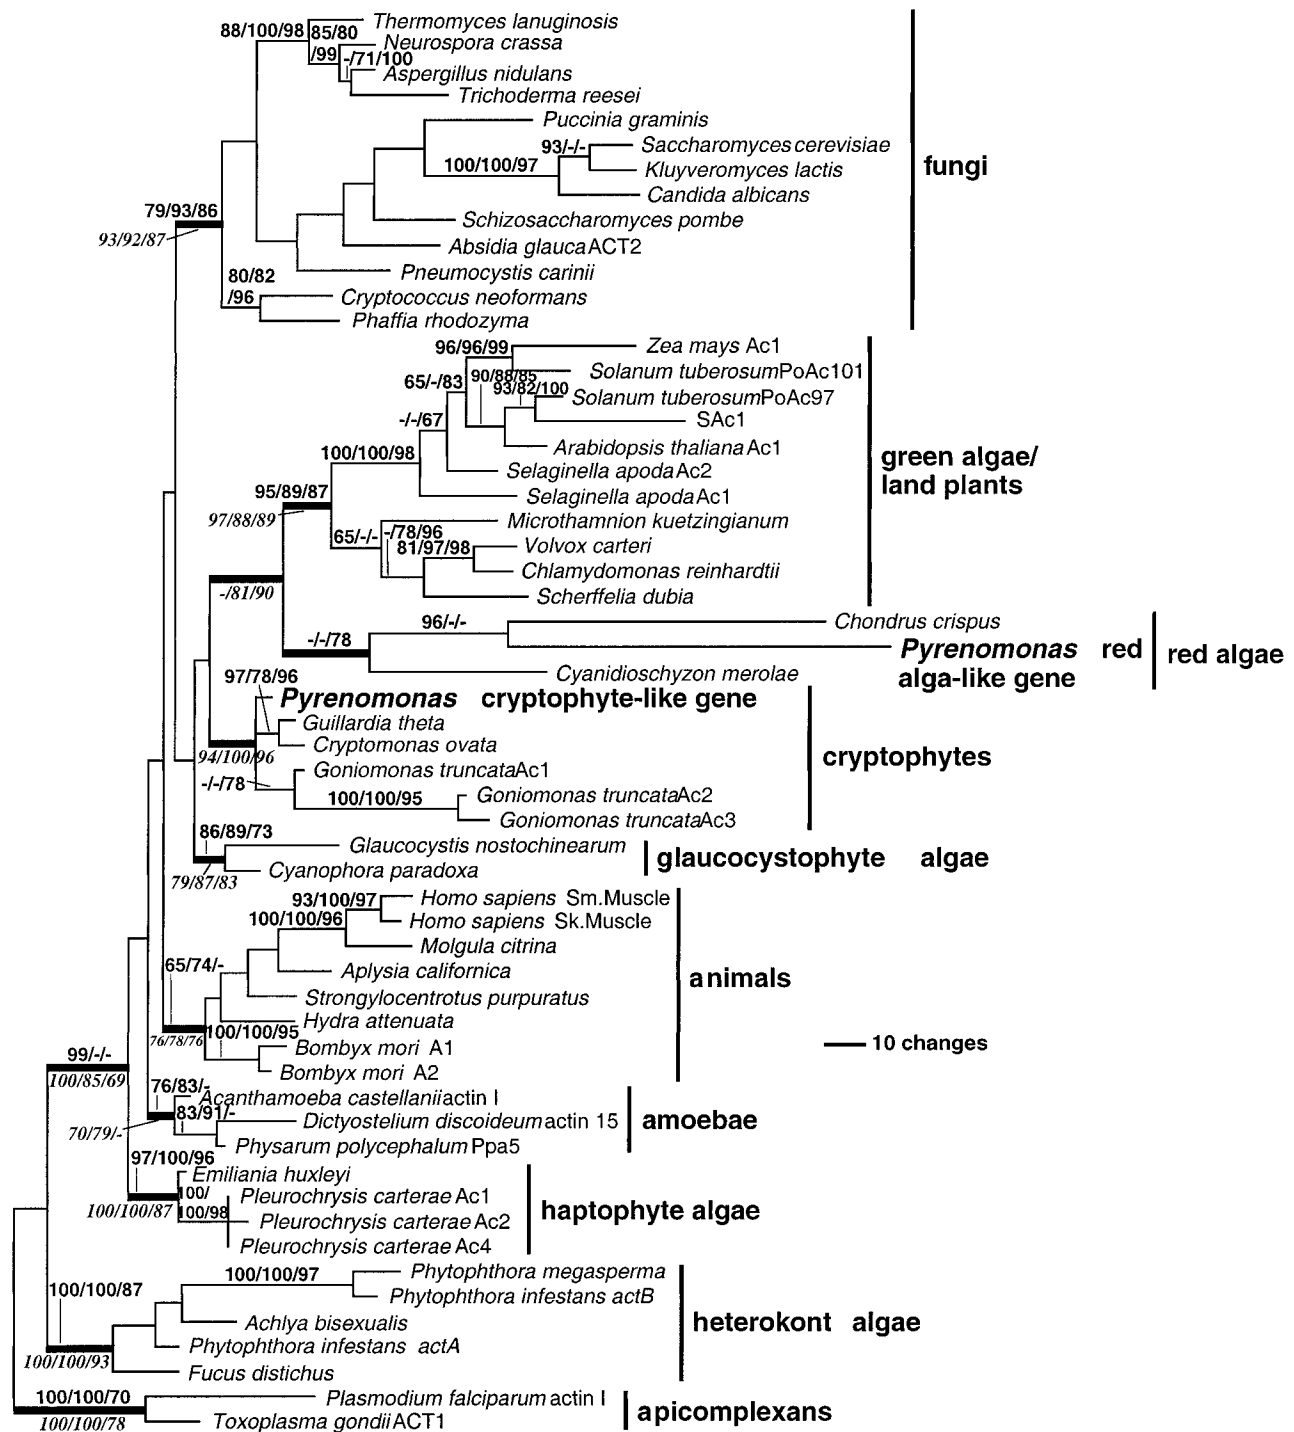 Thermomyces lanuginosis
88/100/98
85/80
/99
Neurospora crassa
-/71/100
Aspergillus nidulans
Trichoderma reesei
Puccinia graminis
93/-/-
Saccharomyces cerevisiae
100/100/97
Kluyveromyces lactis
Candida albicans
fungi
79/93/86
93/92/87
Schizosaccharomyces pombe
Absidia glauca ACT2
Pneumocystis carinii
80/82
/96
Cryptococcus neoformans
Phaffia rhodozyma
96/96/99
Zea mays Ac1
Solanum tuberosum PoAc101
65/-/83
90/88/85
93/82/100
Solanum tuberosum PoAc97
-/-/67
SAc1
Arabidopsis thaliana Ac1
100/100/98
Selaginella apoda Ac2
Selaginella apoda Ac1
green algae/
land plants
95/89/87
97/88/89
Microthamnion kuetzingianum
65/-/-
-/78/96
81/97/98
Volvox carteri
Chlamydomonas reinhardtii
Scherffelia dubia
-/81/90
96/-/-
Chondrus crispus
-/-/78
Pyrenomonas red
alga-like gene
red algae
Cyanidioschyzon merolae
97/78/96
Pyrenomonas cryptophyte-like gene
Guillardia theta
Cryptomonas ovata
94/100/96
cryptophytes
Goniomonas truncata Ac1
-/-/78
100/100/95
Goniomonas truncata Ac2
Goniomonas truncata Ac3
86/89/73
Glaucocystis nostochinearum
glaucocystophyte algae
Cyanophora paradoxa
79/87/83
93/100/97
Homo sapiens Sm.Muscle
100/100/96
Homo sapiens Sk.Muscle
Molgula citrina
65/74/-
Aplysia californica
animals
Strongylocentrotus purpuratus
Hydra attenuata
76/78/76
100/100/95
Bombyx mori A1
Bombyx mori A2
10 changes
99/-/-
100/85/69
76/83/-
Acanthamoeba castellanii actin I
83/91/-
Dictyostelium discoideum actin 15
amoebae
70/79/-
Physarum polycephalum Ppa5
97/100/96
Emiliania huxleyi
100/
100/98
Pleurochrysis carterae Ac1
100/100/87
Pleurochrysis carterae Ac2
haptophyte algae
Pleurochrysis carterae Ac4
100/100/97
Phytophthora megasperma
100/100/87
Phytophthora infestans actB
Achlya bisexualis
heterokont algae
Phytophthora infestans actA
100/100/93
Fucus distichus
100/100/70
Plasmodium falciparum actin I
100/100/78
Toxoplasma gondii ACT1
apicomplexans